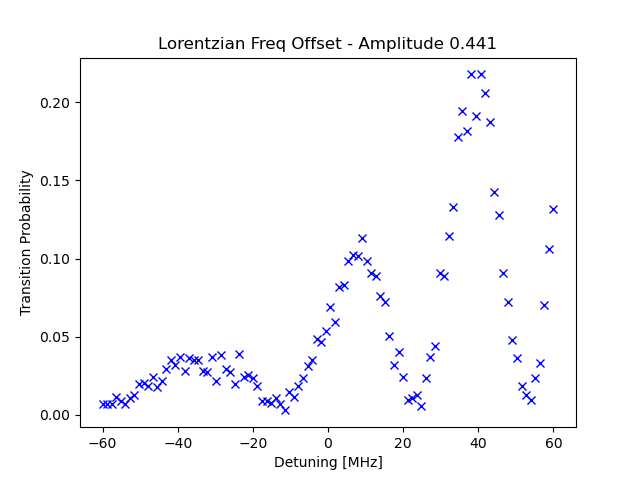 Lorentzian Freq Offset - Amplitude 0.441
Transition Probability
0.20
0.15
0.10
0.05
0.00
−60 −40 −20 0 20 40 60
Detuning [MHz]